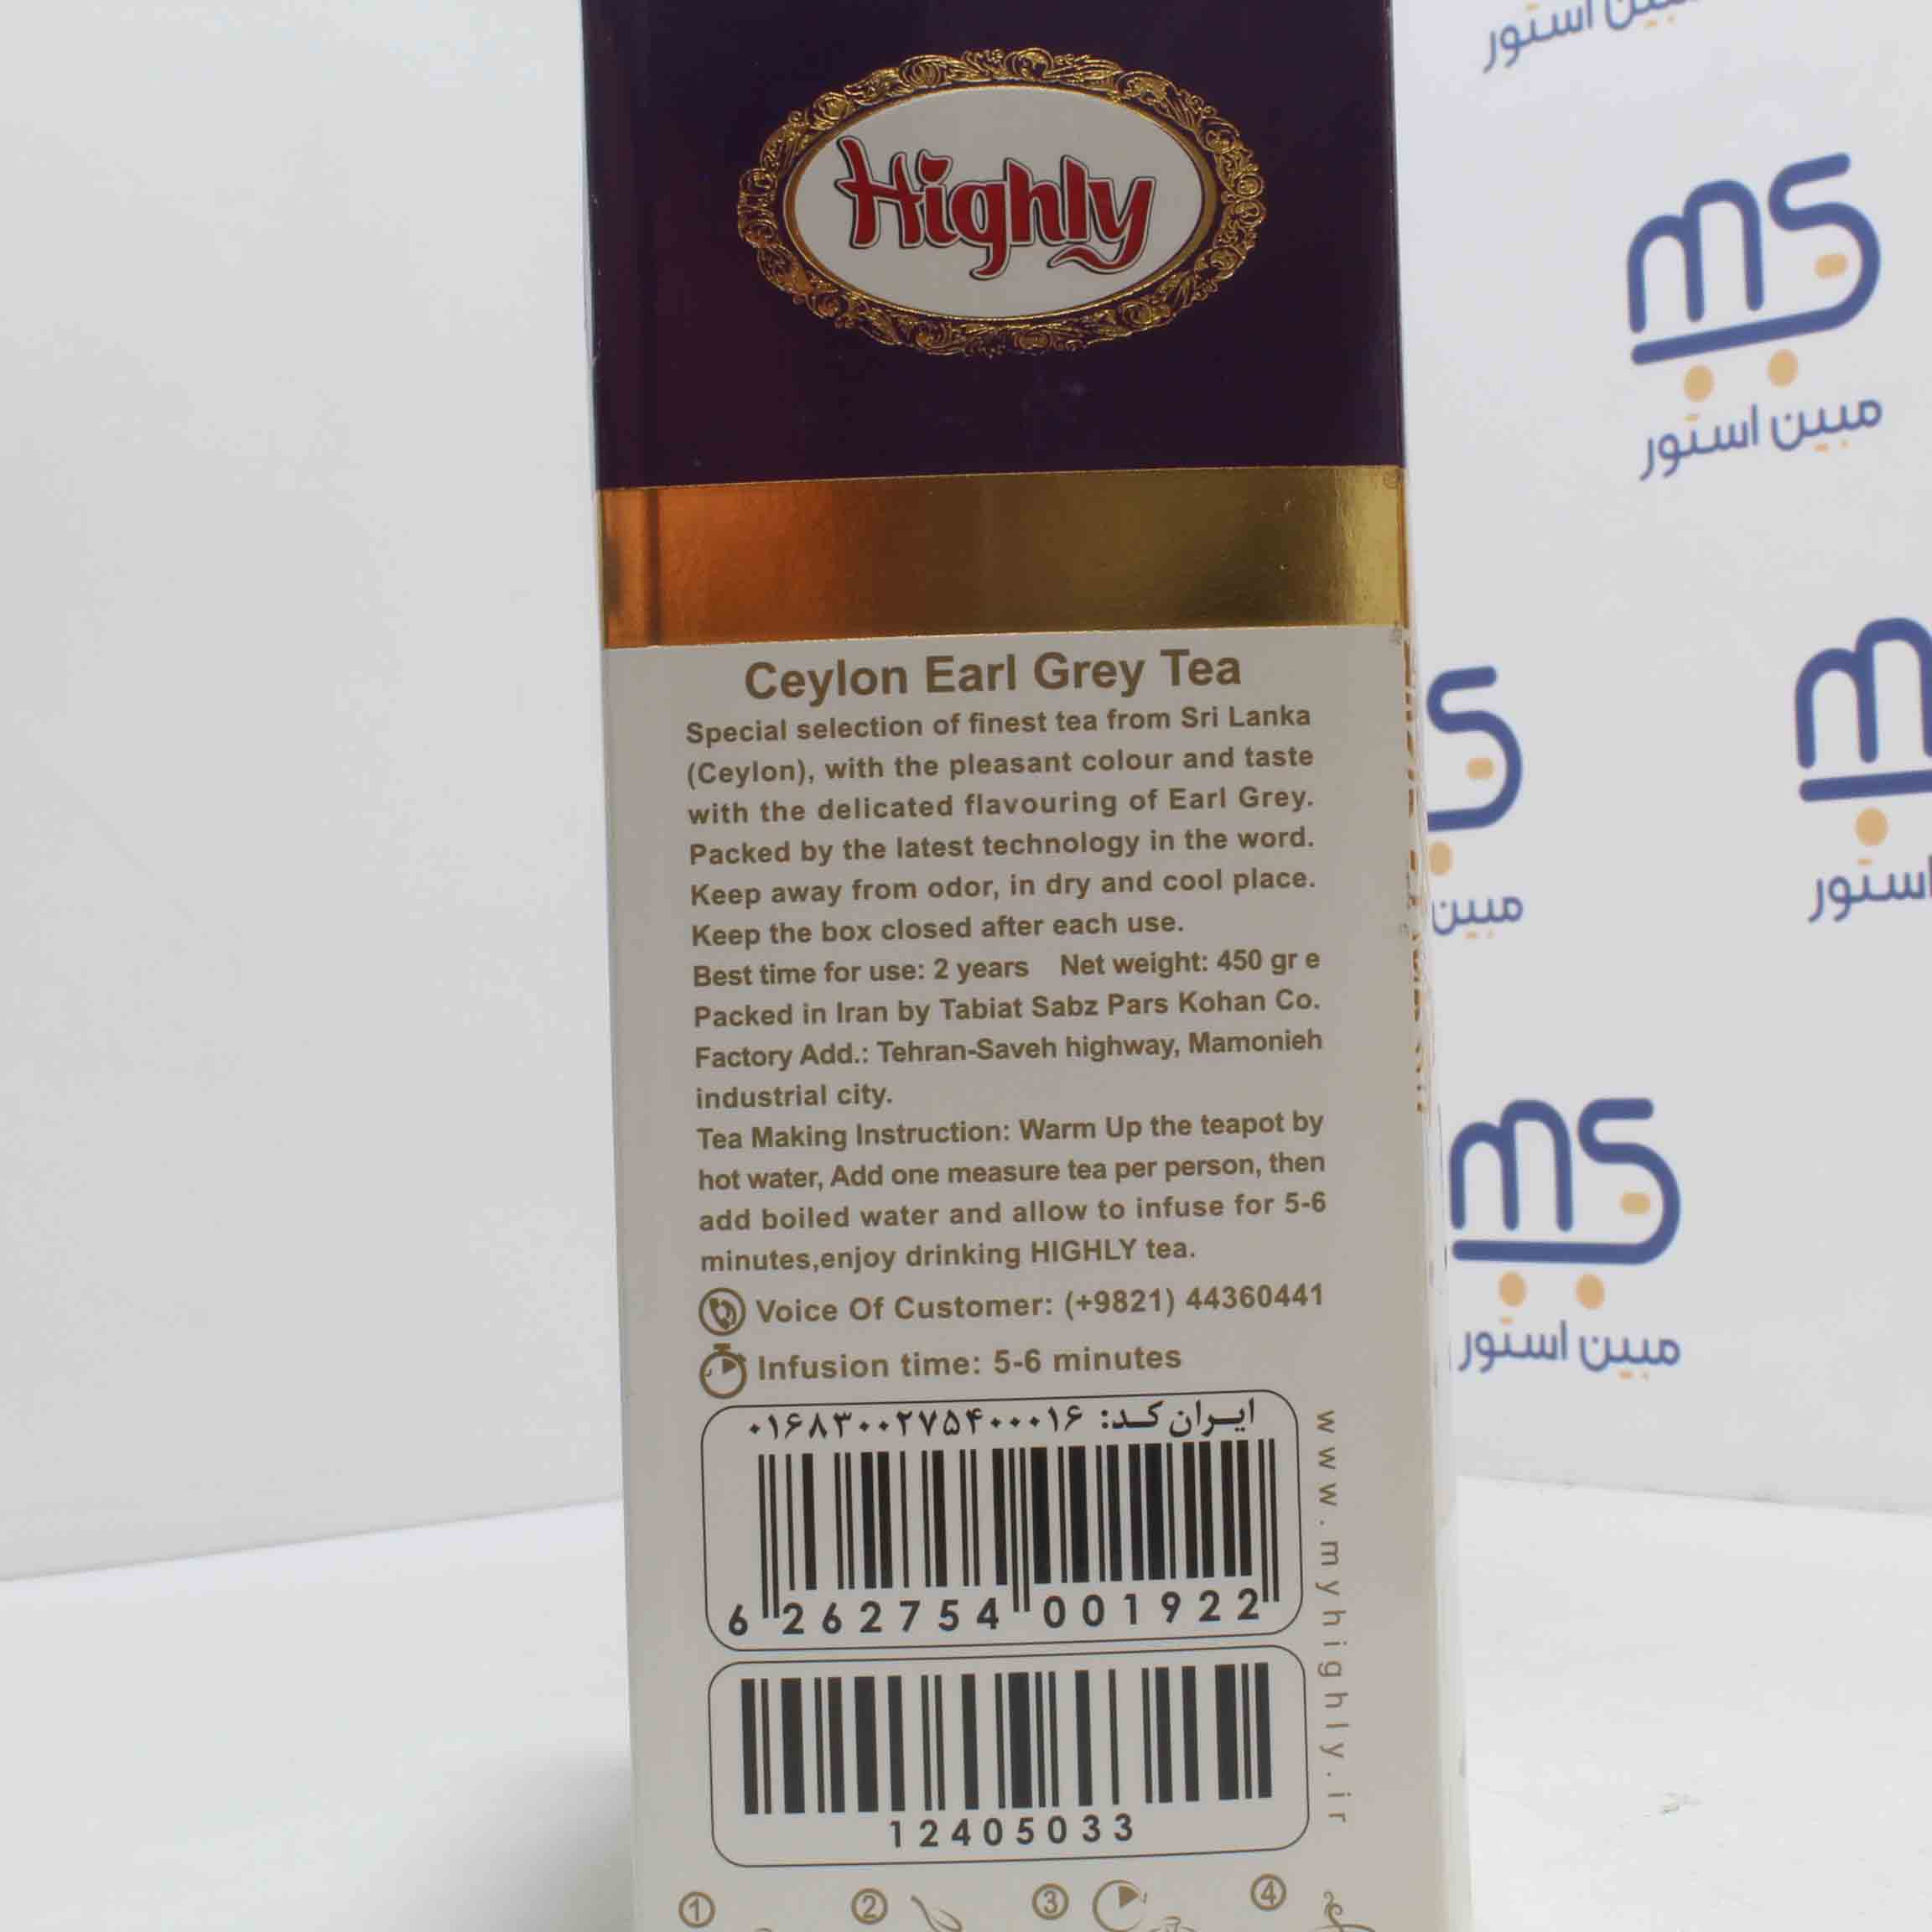 Highly
Ceylon Earl Grey Tea
Special selection of finest tea from Sri Lanka
(Ceylon), with the pleasant colour and taste
with the delicated flavouring of Earl Grey.
Packed by the latest technology in the word.
Keep away from odor, in dry and cool place.
Keep the box closed after each use.
Best time for use: 2 years Net weight: 450 gr e
Packed in Iran by Tabiat Sabz Pars Kohan Co.
Factory Add.: Tehran-Saveh highway, Mamonieh
industrial city.
Tea Making Instruction: Warm Up the teapot by
hot water, Add one measure tea per person, then
add boiled water and allow to infuse for 5-6
minutes,enjoy drinking HIGHLY tea.
Voice Of Customer: (+9821) 44360441
Infusion time: 5-6 minutes
ایران کد: ۰۱۶۸۳۰۰۲۷۵۴۰۰۰۱۶
6 262754 001922
12405033
www.myhighly.ir
1 2 3 4
مبین استور
ms
مبین استور
مبین
استور
ms
مبین استور